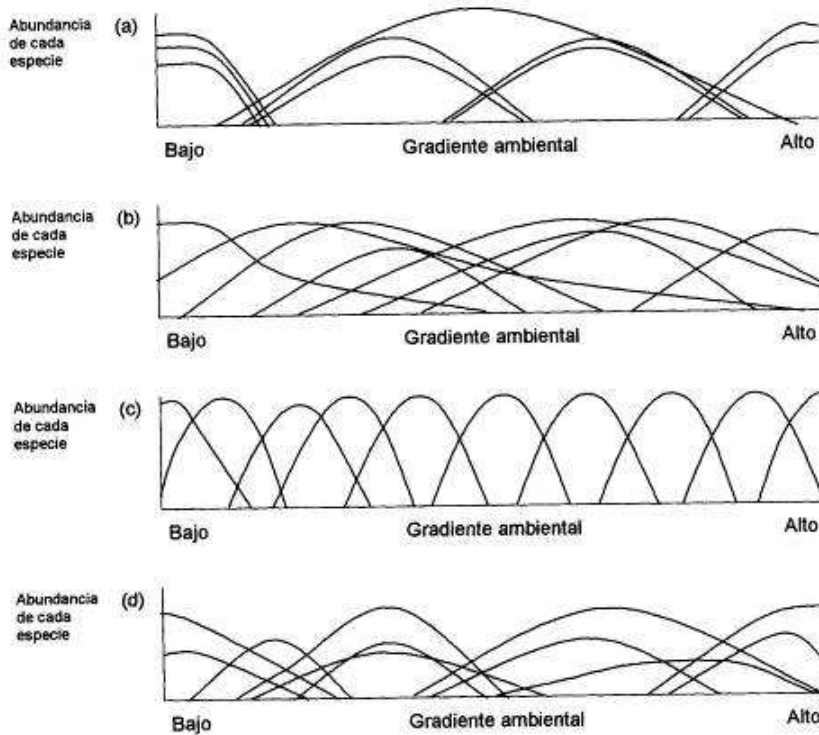 Abundancia
de cada
especie
(a)
Bajo
Gradiente ambiental
Alto
Abundancia
de cada
especie
(b)
Bajo
Gradiente ambiental
Alto
Abundancia
de cada
especie
(c)
Bajo
Gradiente ambiental
Alto
Abundancia
de cada
especie
(d)
Bajo
Gradiente ambiental
Alto